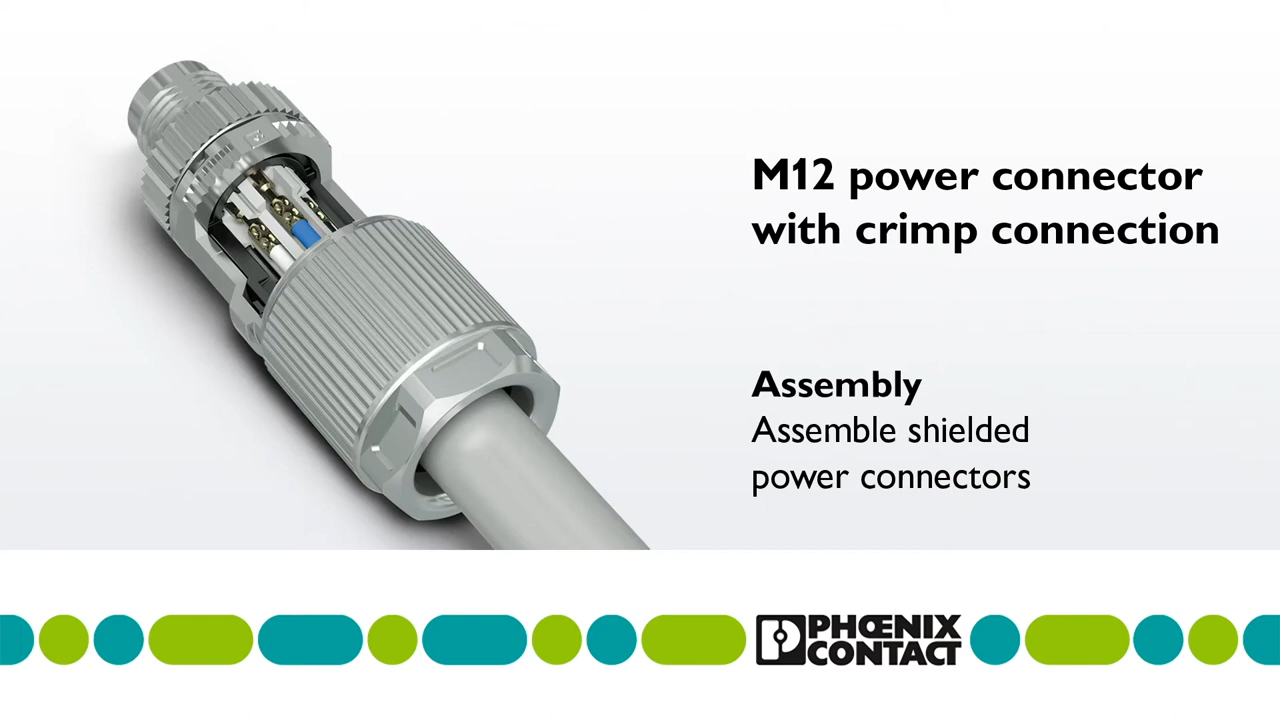 M12 power connector
with crimp connection
Assembly
Assemble shielded
power connectors
PHŒNIX
CONTACT